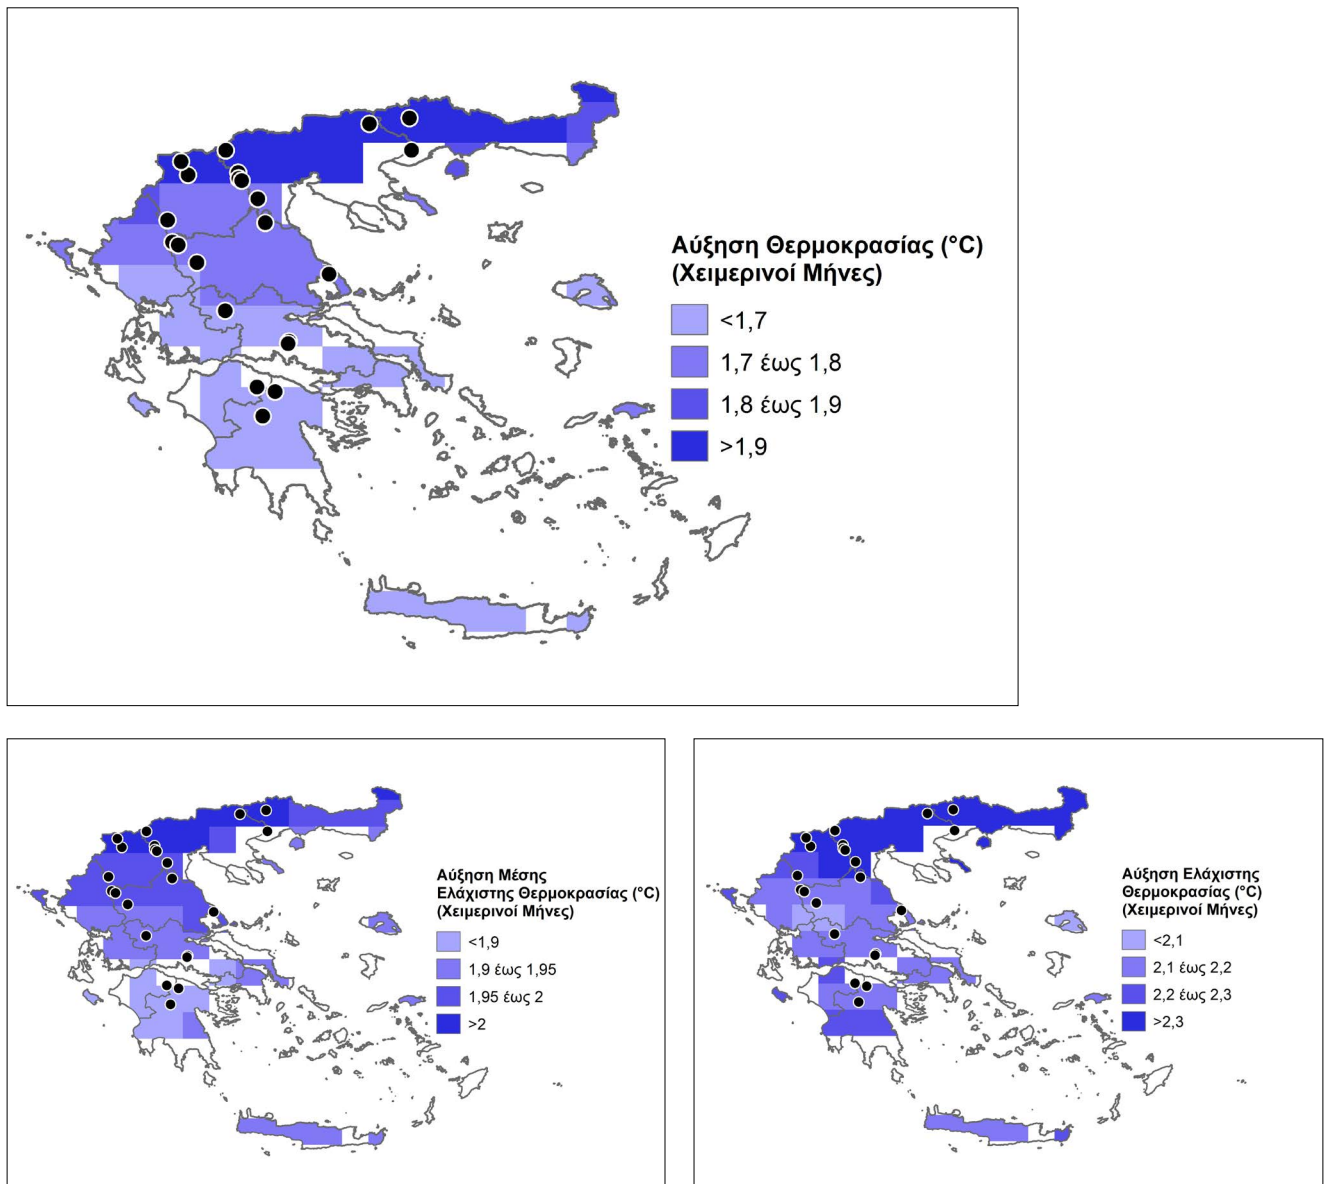 Αύξηση Θερμοκρασίας (°C)
(Χειμερινοί Μήνες)
<1,7
1,7 έως 1,8
1,8 έως 1,9
>1,9
Αύξηση Μέσης
Ελάχιστης Θερμοκρασίας (°C)
(Χειμερινοί Μήνες)
<1,9
1,9 έως 1,95
1,95 έως 2
>2
Αύξηση Ελάχιστης
Θερμοκρασίας (°C)
(Χειμερινοί Μήνες)
<2,1
2,1 έως 2,2
2,2 έως 2,3
>2,3